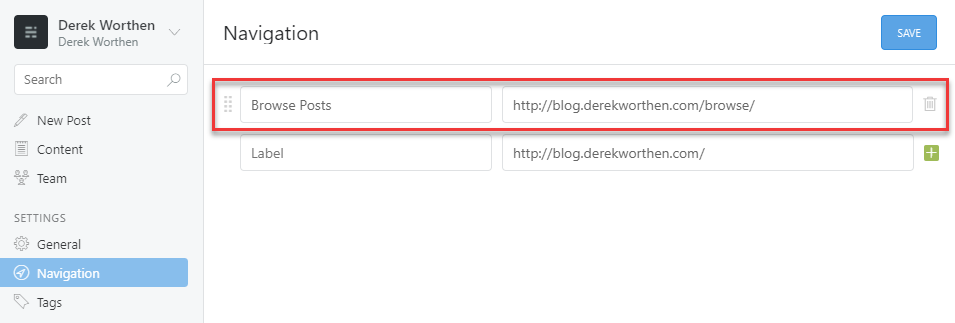 Derek Worthen
Derek Worthen
Search
New Post
Content
Team
SETTINGS
General
Navigation
Tags
Navigation
SAVE
Browse Posts http://blog.derekworthen.com/browse/
Label http://blog.derekworthen.com/